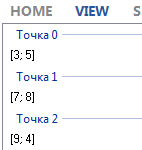 HOME VIEW S
Точка 0
[3; 5]
Точка 1
[7; 8]
Точка 2
[9; 4]